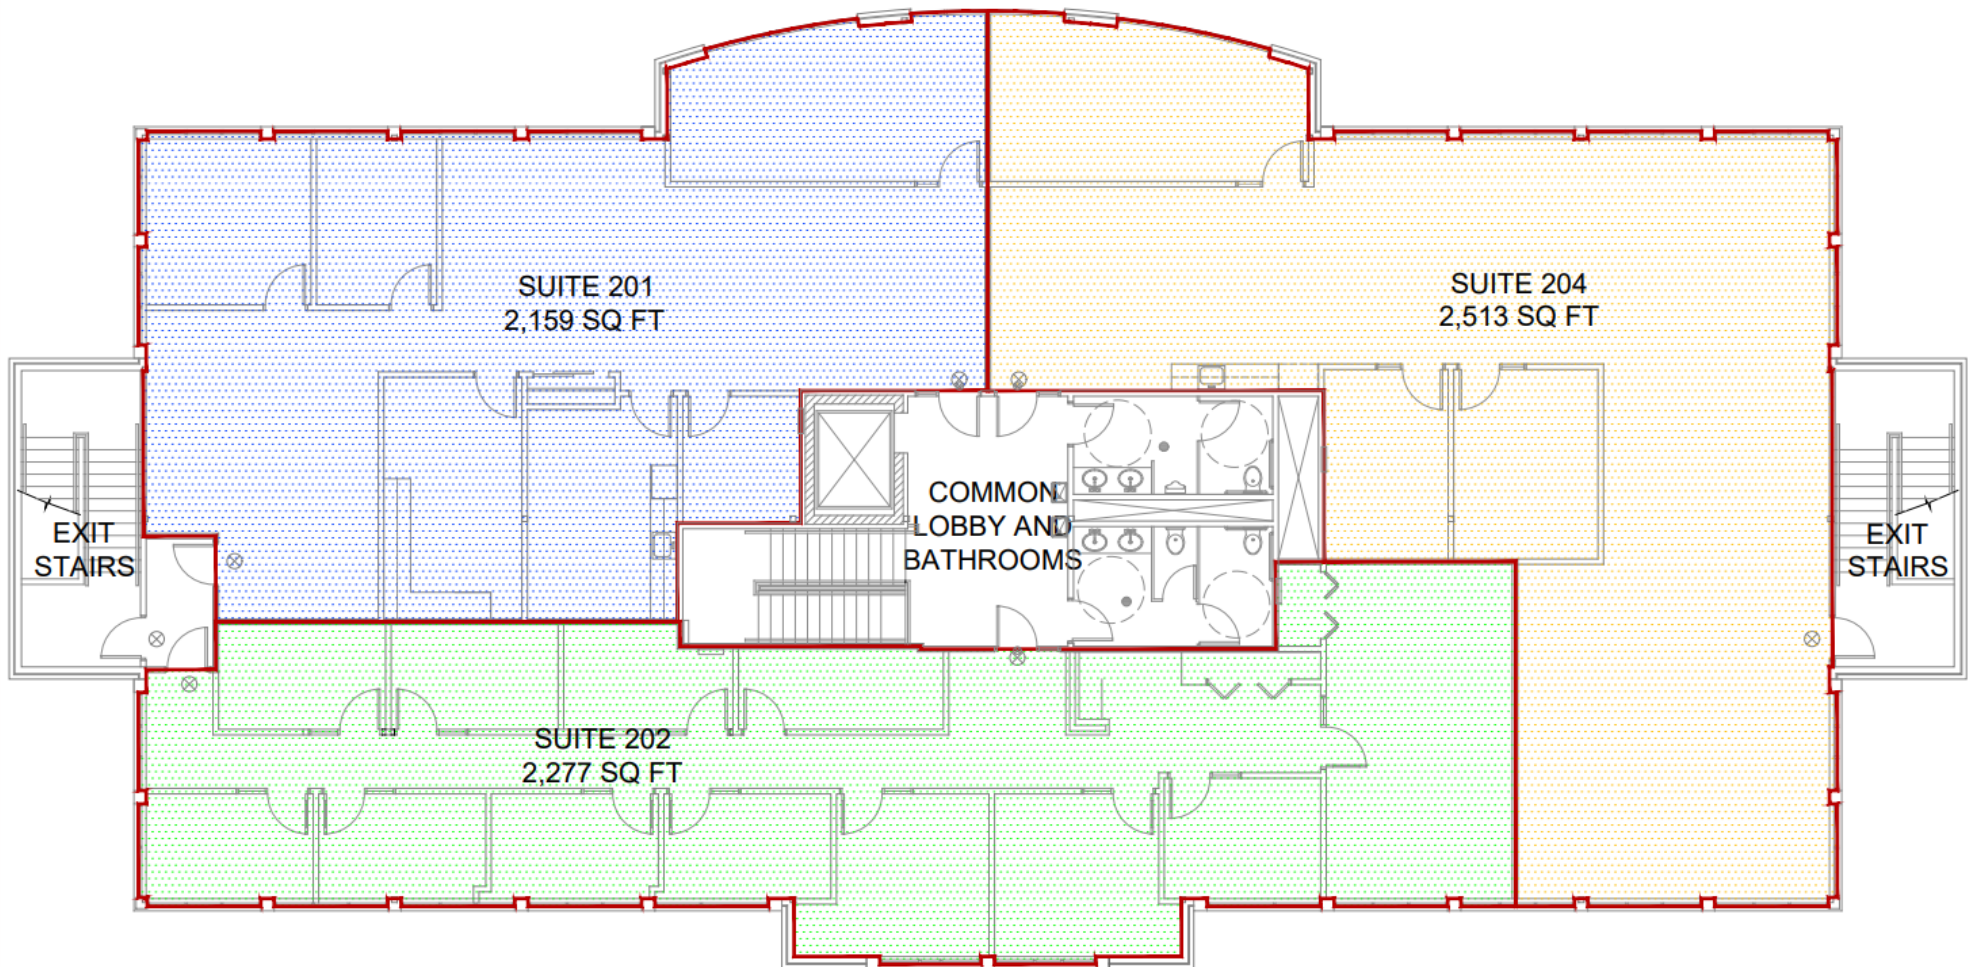 SUITE 201
2,159 SQ FT
SUITE 204
2,513 SQ FT
COMMON
LOBBY AND
BATHROOMS
EXIT
STAIRS
EXIT
STAIRS
SUITE 202
2,277 SQ FT